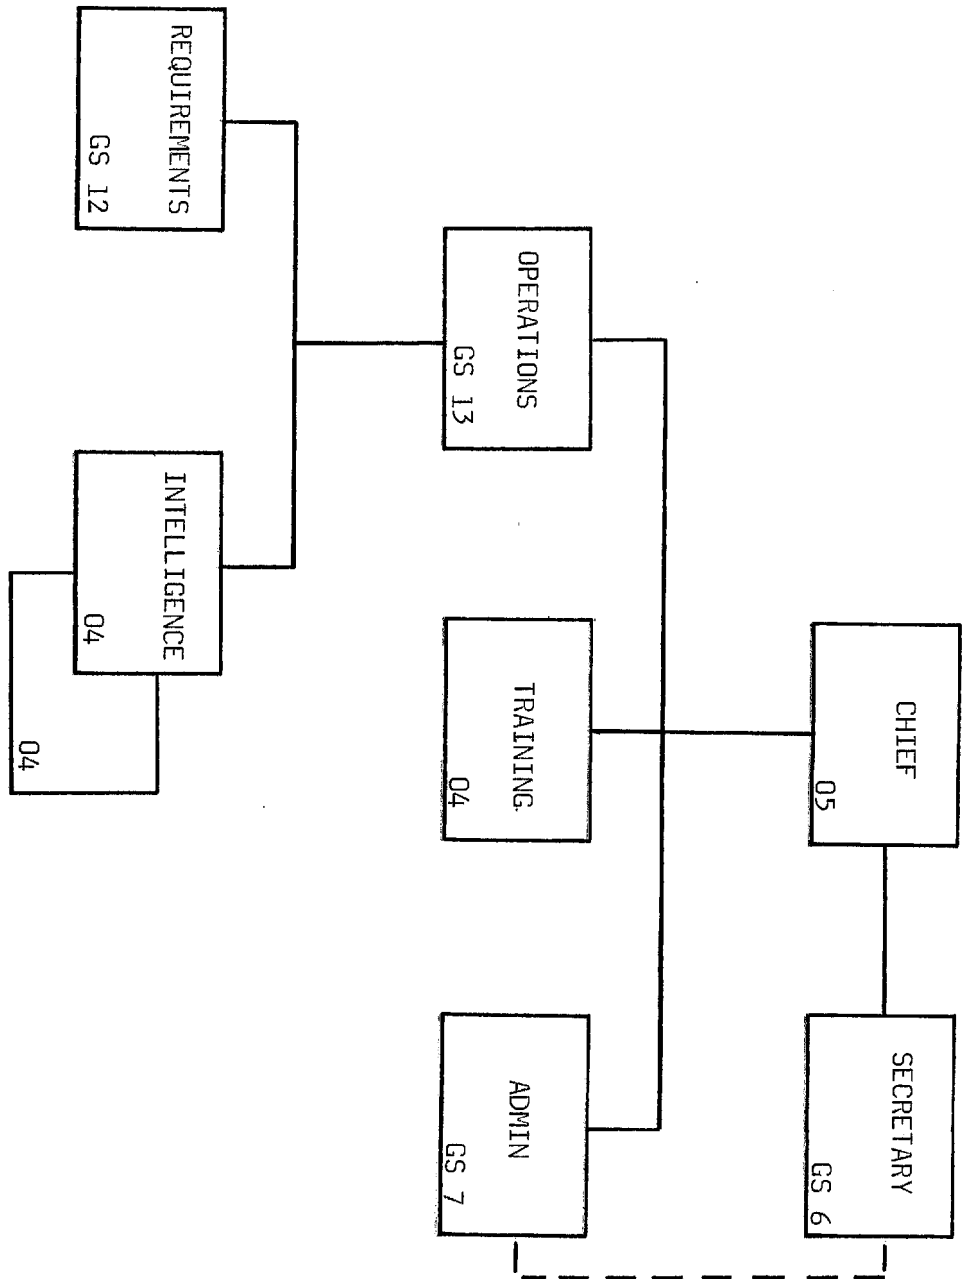 CHIEF
05
SECRETARY
GS 6
OPERATIONS
GS 13
TRAINING
04
ADMIN
GS 7
REQUIREMENTS
GS 12
INTELLIGENCE
04
04